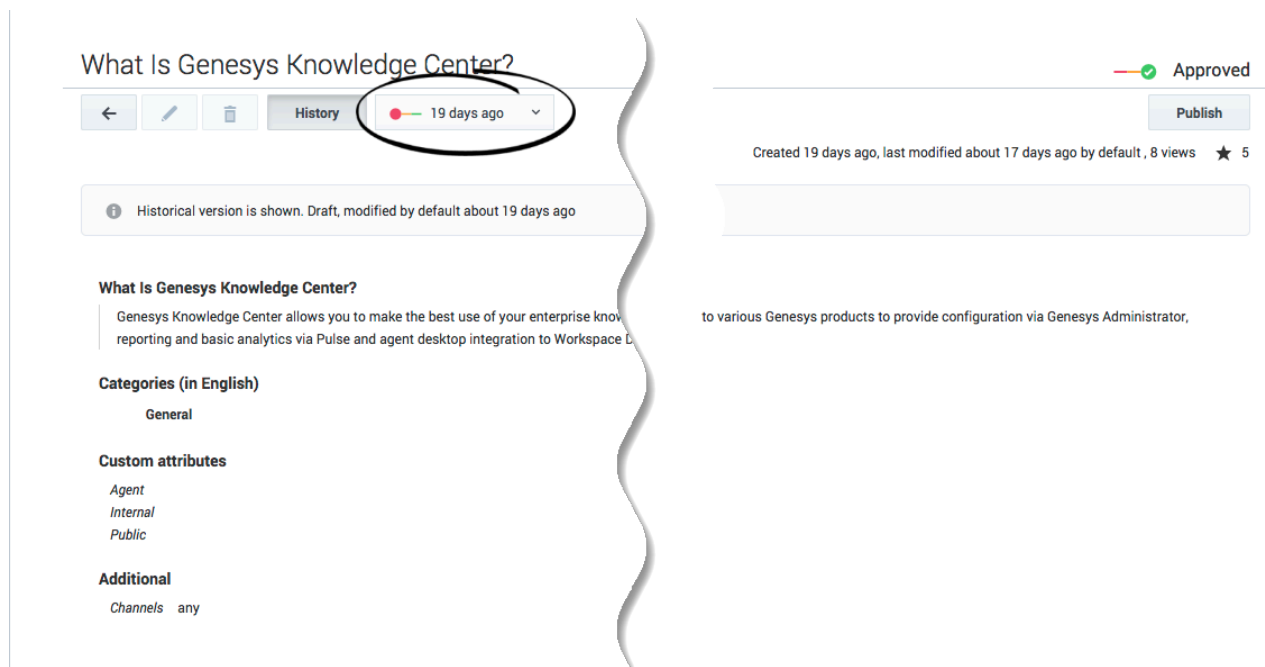 What Is Genesys Knowledge Center?
Approved
History
19 days ago
Publish
Created 19 days ago, last modified about 17 days ago by default , 8 views
5
Historical version is shown. Draft, modified by default about 19 days ago
What Is Genesys Knowledge Center?
Genesys Knowledge Center allows you to make the best use of your enterprise to various Genesys products to provide configuration via Genesys Administrator,
reporting and basic analytics via Pulse and agent desktop integration to Workspace
Categories (in English)
General
Custom attributes
Agent
Internal
Public
Additional
Channels any